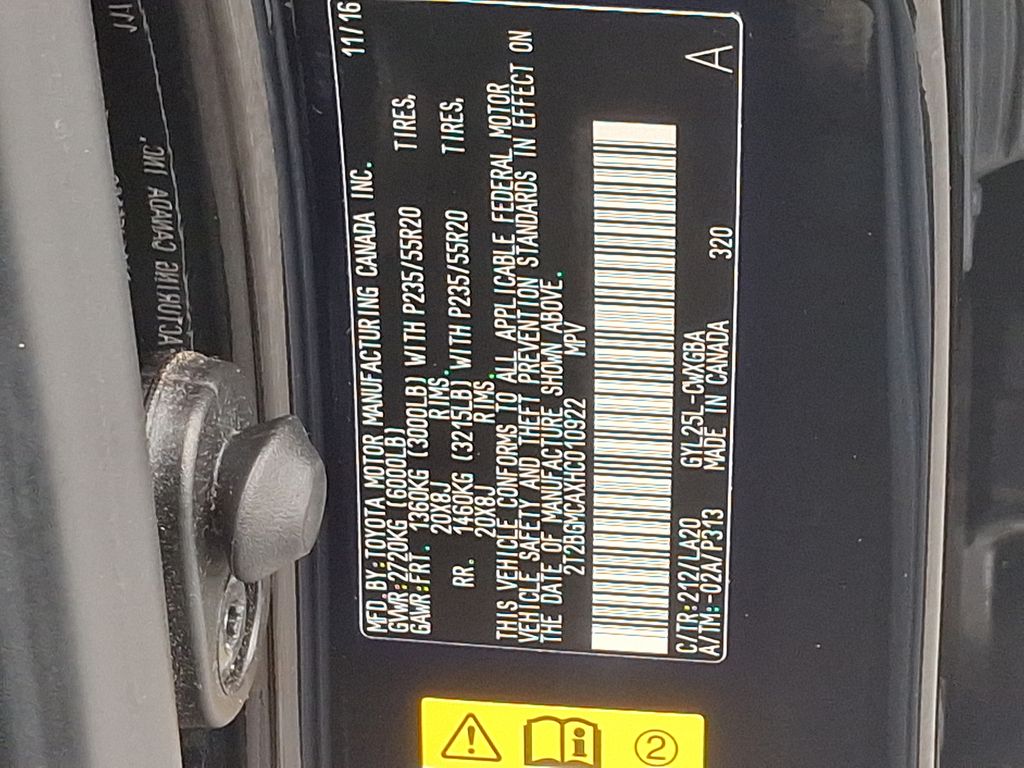 MFD.BY:TOYOTA MOTOR MANUFACTURING CANADA INC. 11/16
GVWR:2720KG (6000LB)
GAWR:FRT. 1360KG (3000LB) WITH P235/55R20 TIRES,
20X8J RIMS.
RR. 1460KG (3215LB) WITH P235/55R20 TIRES,
20X8J RIMS.
THIS VEHICLE CONFORMS TO ALL APPLICABLE FEDERAL MOTOR
VEHICLE SAFETY AND THEFT PREVENTION STANDARDS IN EFFECT ON
THE DATE OF MANUFACTURE SHOWN ABOVE.
2T2BGMCAXHC010922 MPV
C/TR:212/LA20 GYL25L-CWXGBA
A/TM:-02A/P313 MADE IN CANADA 320 A
2